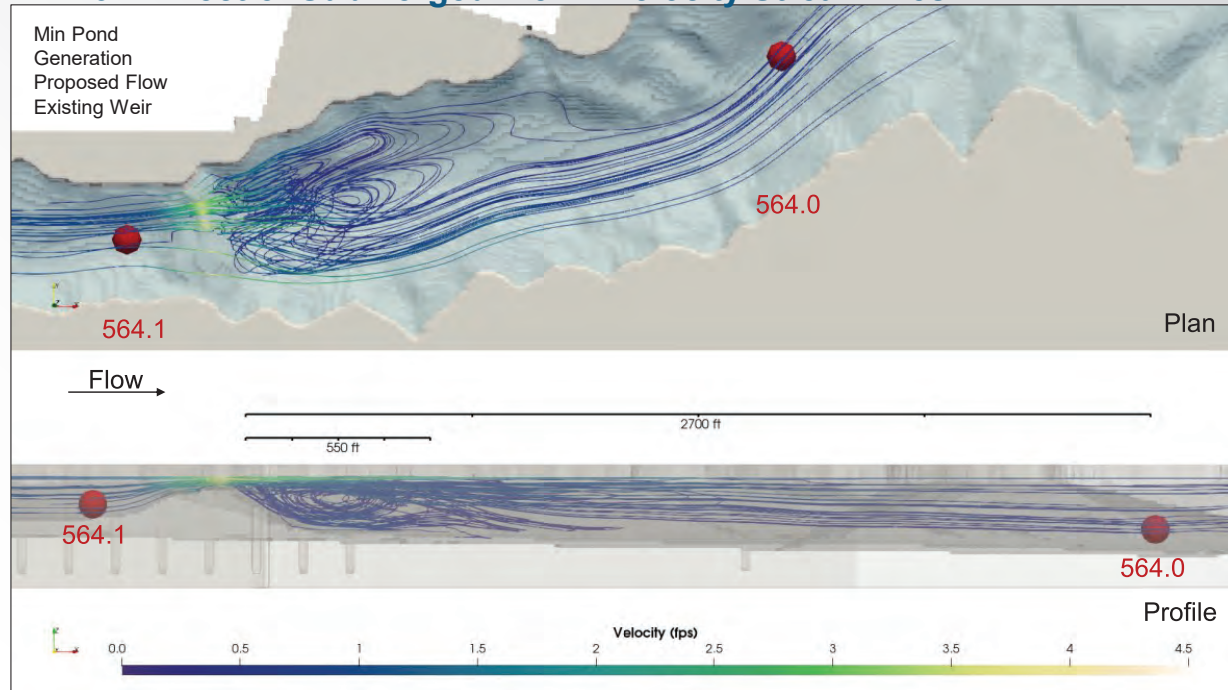 Min Pond
Generation
Proposed Flow
Existing Weir
564.0
564.1
Plan
Flow
2700 ft
550 ft
564.1
564.0
Profile
Velocity (fps)
0.0 0.5 1 1.5 2 2.5 3 3.5 4 4.5